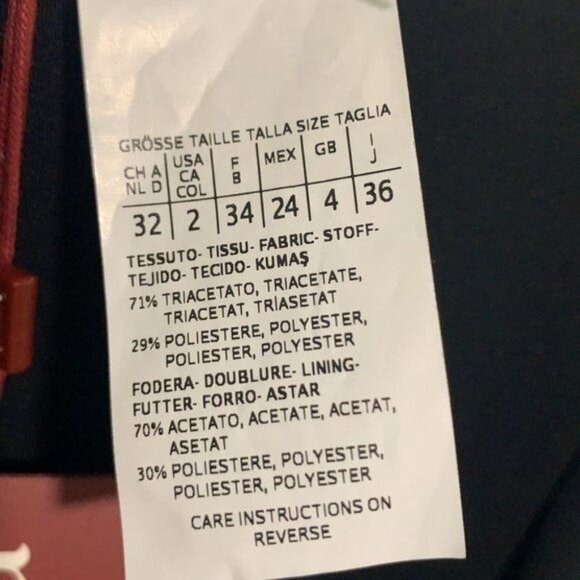 GRÖSSE TAILLE TALLA SIZE TAGLIA
CH A USA F MEX GB I
NL D CA B J
COL
32 2 34 24 4 36
TESSUTO- TISSU- FABRIC- STOFF-
TEJIDO- TECIDO- KUMAŞ
71% TRIACETATO, TRIACETATE,
TRIACETAT, TRİASETAT
29% POLIESTERE, POLYESTER,
POLIESTER, POLYESTER
FODERA- DOUBLURE- LINING-
FUTTER- FORRO- ASTAR
70% ACETATO, ACETATE, ACETAT,
ASETAT
30% POLIESTERE, POLYESTER,
POLIESTER, POLYESTER
CARE INSTRUCTIONS ON
REVERSE